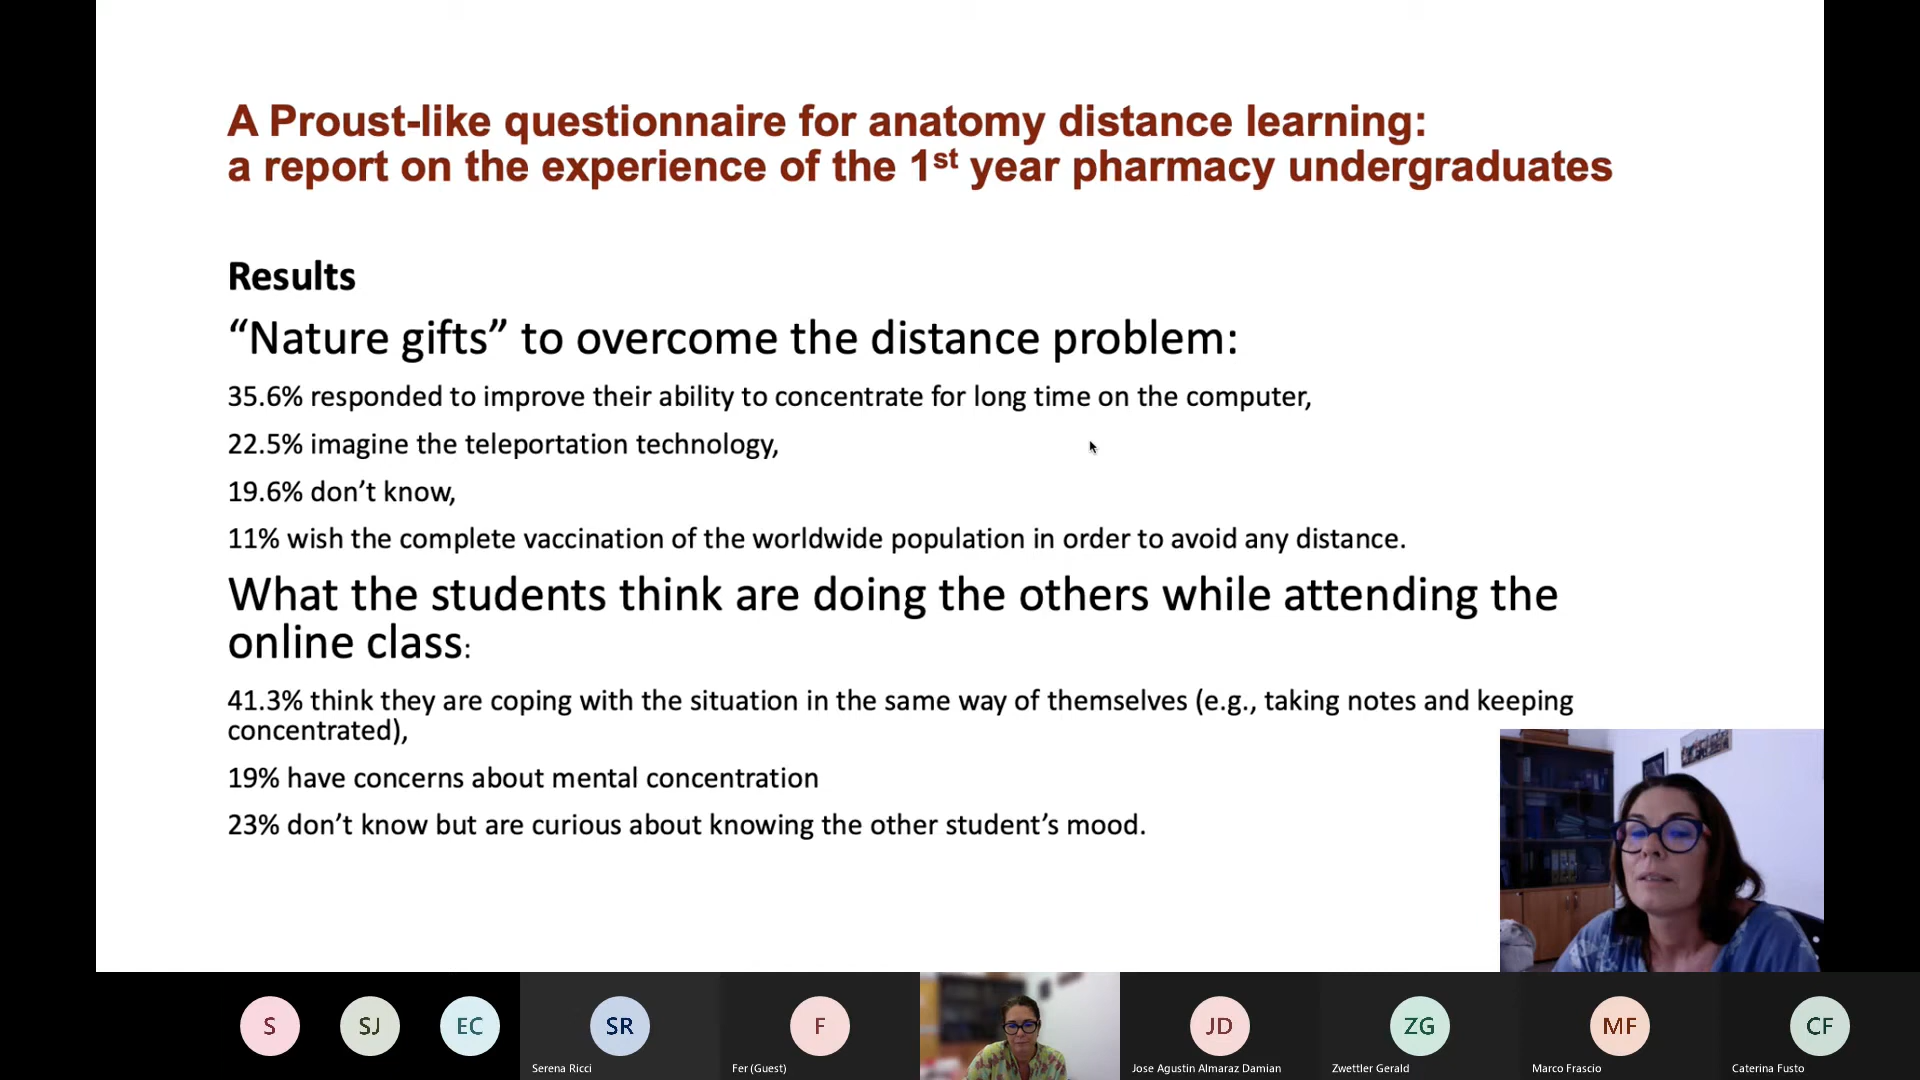 A Proust-like questionnaire for anatomy distance learning:
a report on the experience of the 1st year pharmacy undergraduates
Results
“Nature gifts” to overcome the distance problem:
35.6% responded to improve their ability to concentrate for long time on the computer,
22.5% imagine the teleportation technology,
19.6% don’t know,
11% wish the complete vaccination of the worldwide population in order to avoid any distance.
What the students think are doing the others while attending the
online class:
41.3% think they are coping with the situation in the same way of themselves (e.g., taking notes and keeping
concentrated),
19% have concerns about mental concentration
23% don’t know but are curious about knowing the other student’s mood.
S
SJ
EC
SR
F
JD
ZG
MF
CF
Serena Ricci
Fer (Guest)
Jose Agustin Almaraz Damian
Zwettler Gerald
Marco Frascio
Caterina Fusto